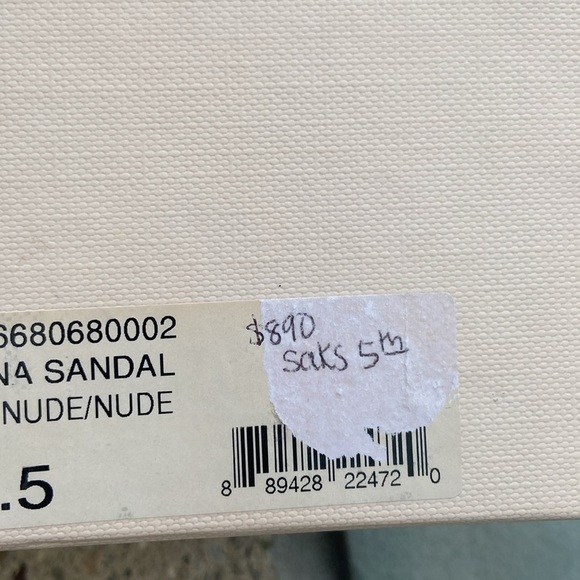 6680680002
NA SANDAL
NUDE/NUDE
.5
$890
saks 5th
8 89428 22472 0